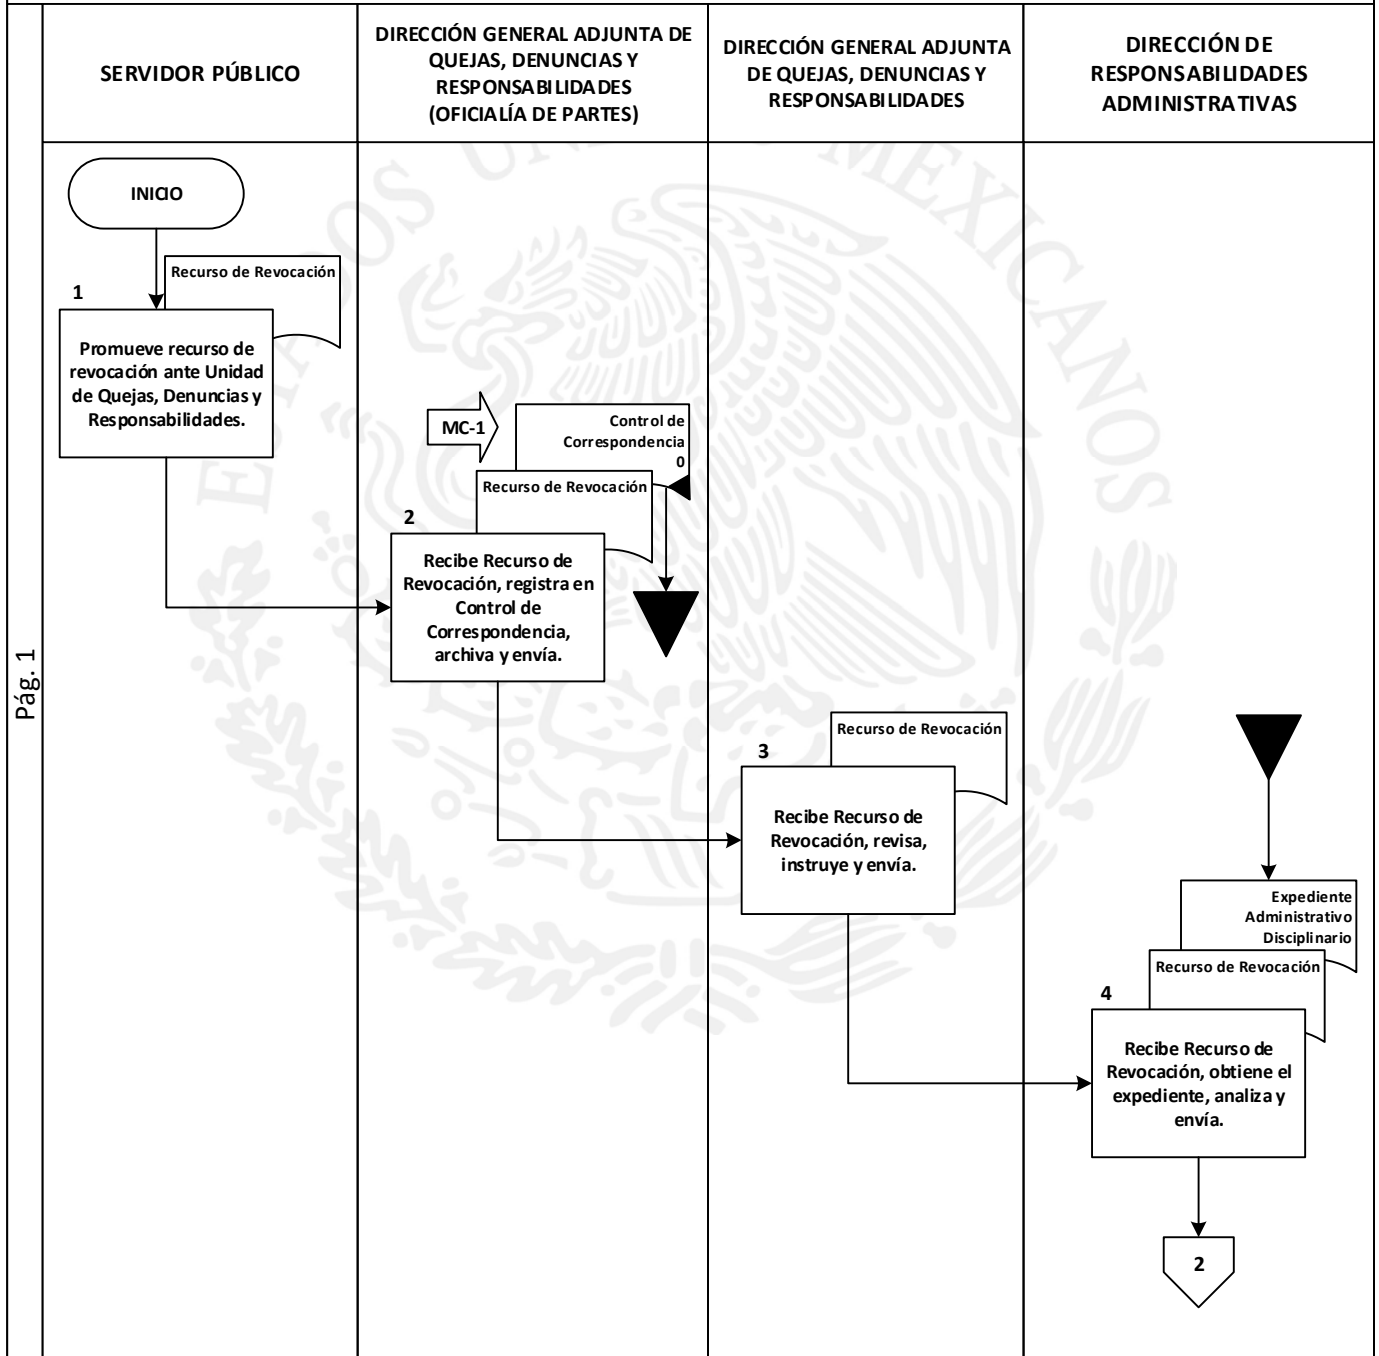 SERVIDOR PÚBLICO
DIRECCIÓN GENERAL ADJUNTA DE
QUEJAS, DENUNCIAS Y
RESPONSABILIDADES
(OFICIALÍA DE PARTES)
DIRECCIÓN GENERAL ADJUNTA
DE QUEJAS, DENUNCIAS Y
RESPONSABILIDADES
DIRECCIÓN DE
RESPONSABILIDADES
ADMINISTRATIVAS
Pág. 1
INICIO
Recurso de Revocación
1
Promueve recurso de
revocación ante Unidad
de Quejas, Denuncias y
Responsabilidades.
MC-1
Control de
Correspondencia
0
Recurso de Revocación
2
Recibe Recurso de
Revocación, registra en
Control de
Correspondencia,
archiva y envía.
Recurso de Revocación
3
Recibe Recurso de
Revocación, revisa,
instruye y envía.
Expediente
Administrativo
Disciplinario
Recurso de Revocación
4
Recibe Recurso de
Revocación, obtiene el
expediente, analiza y
envía.
2